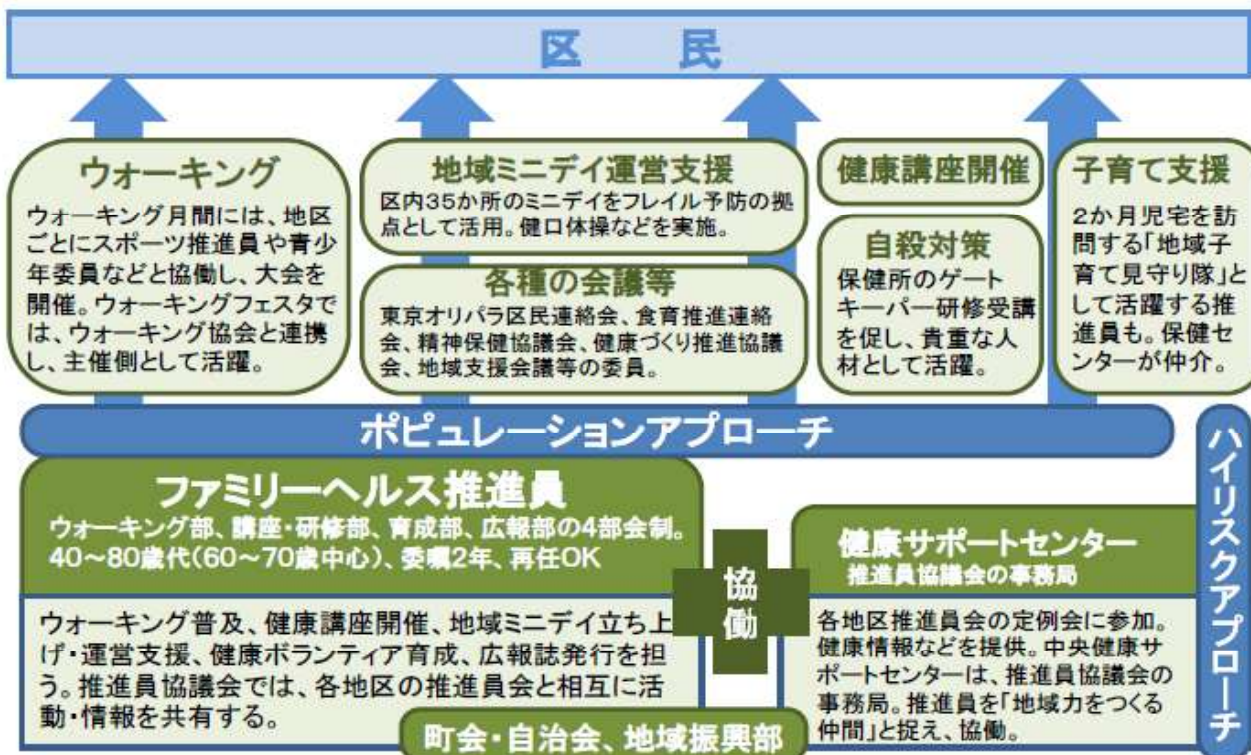 区　民
ウォーキング
ウォーキング月間には、地区
ごとにスポーツ推進員や青少
年委員などと協働し、大会を
開催。ウォーキングフェスタで
は、ウォーキング協会と連携
し、主催側として活躍。
地域ミニデイ運営支援
区内35か所のミニデイをフレイル予防の拠
点として活用。健口体操などを実施。
各種の会議等
東京オリパラ区民連絡会、食育推進連絡
会、精神保健協議会、健康づくり推進協議
会、地域支援会議等の委員。
健康講座開催
自殺対策
保健所のゲート
キーパー研修受講
を促し、貴重な人
材として活躍。
子育て支援
2か月児宅を訪
問する「地域子
育て見守り隊」と
して活躍する推
進員も。保健セ
ンターが仲介。
ポピュレーションアプローチ
ハイリスクアプローチ
ファミリーヘルス推進員
ウォーキング部、講座・研修部、育成部、広報部の4部会制。
40～80歳代(60～70歳中心)、委嘱2年、再任OK
ウォーキング普及、健康講座開催、地域ミニデイ立ち上
げ・運営支援、健康ボランティア育成、広報誌発行を担
う。推進員協議会では、各地区の推進員会と相互に活
動・情報を共有する。
協働
健康サポートセンター
推進員協議会の事務局
各地区推進員会の定例会に参加。
健康情報などを提供。中央健康サ
ポートセンターは、推進員協議会の
事務局。推進員を「地域力をつくる
仲間」と捉え、協働。
町会・自治会、地域振興部